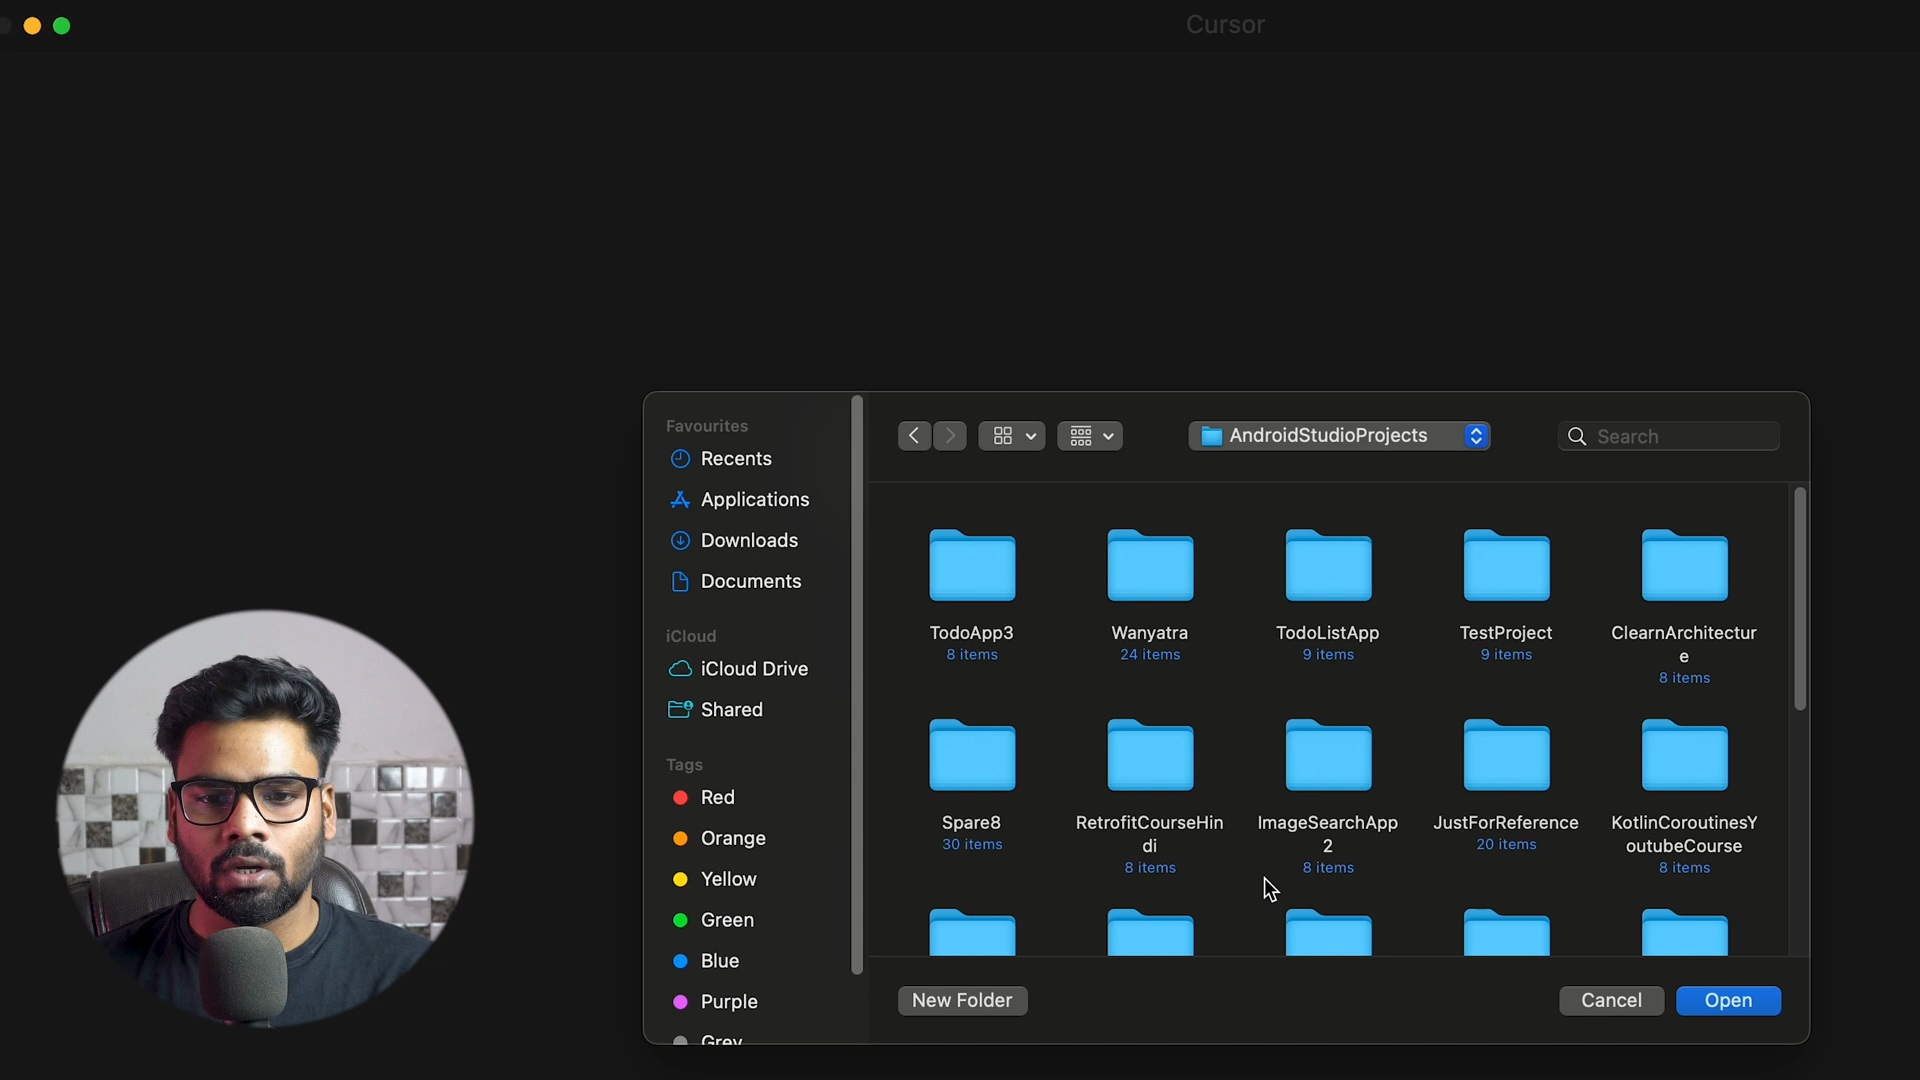 Cursor
Favourites
Recents
Applications
Downloads
Documents
iCloud
iCloud Drive
Shared
Tags
Red
Orange
Yellow
Green
Blue
Purple
Grey
AndroidStudioProjects
Search
TodoApp3
8 items
Wanyatra
24 items
TodoListApp
9 items
TestProject
9 items
ClearnArchitectur
e
8 items
Spare8
30 items
RetrofitCourseHin
di
8 items
ImageSearchApp
2
8 items
JustForReference
20 items
KotlinCoroutinesY
outubeCourse
8 items
New Folder
Cancel
Open